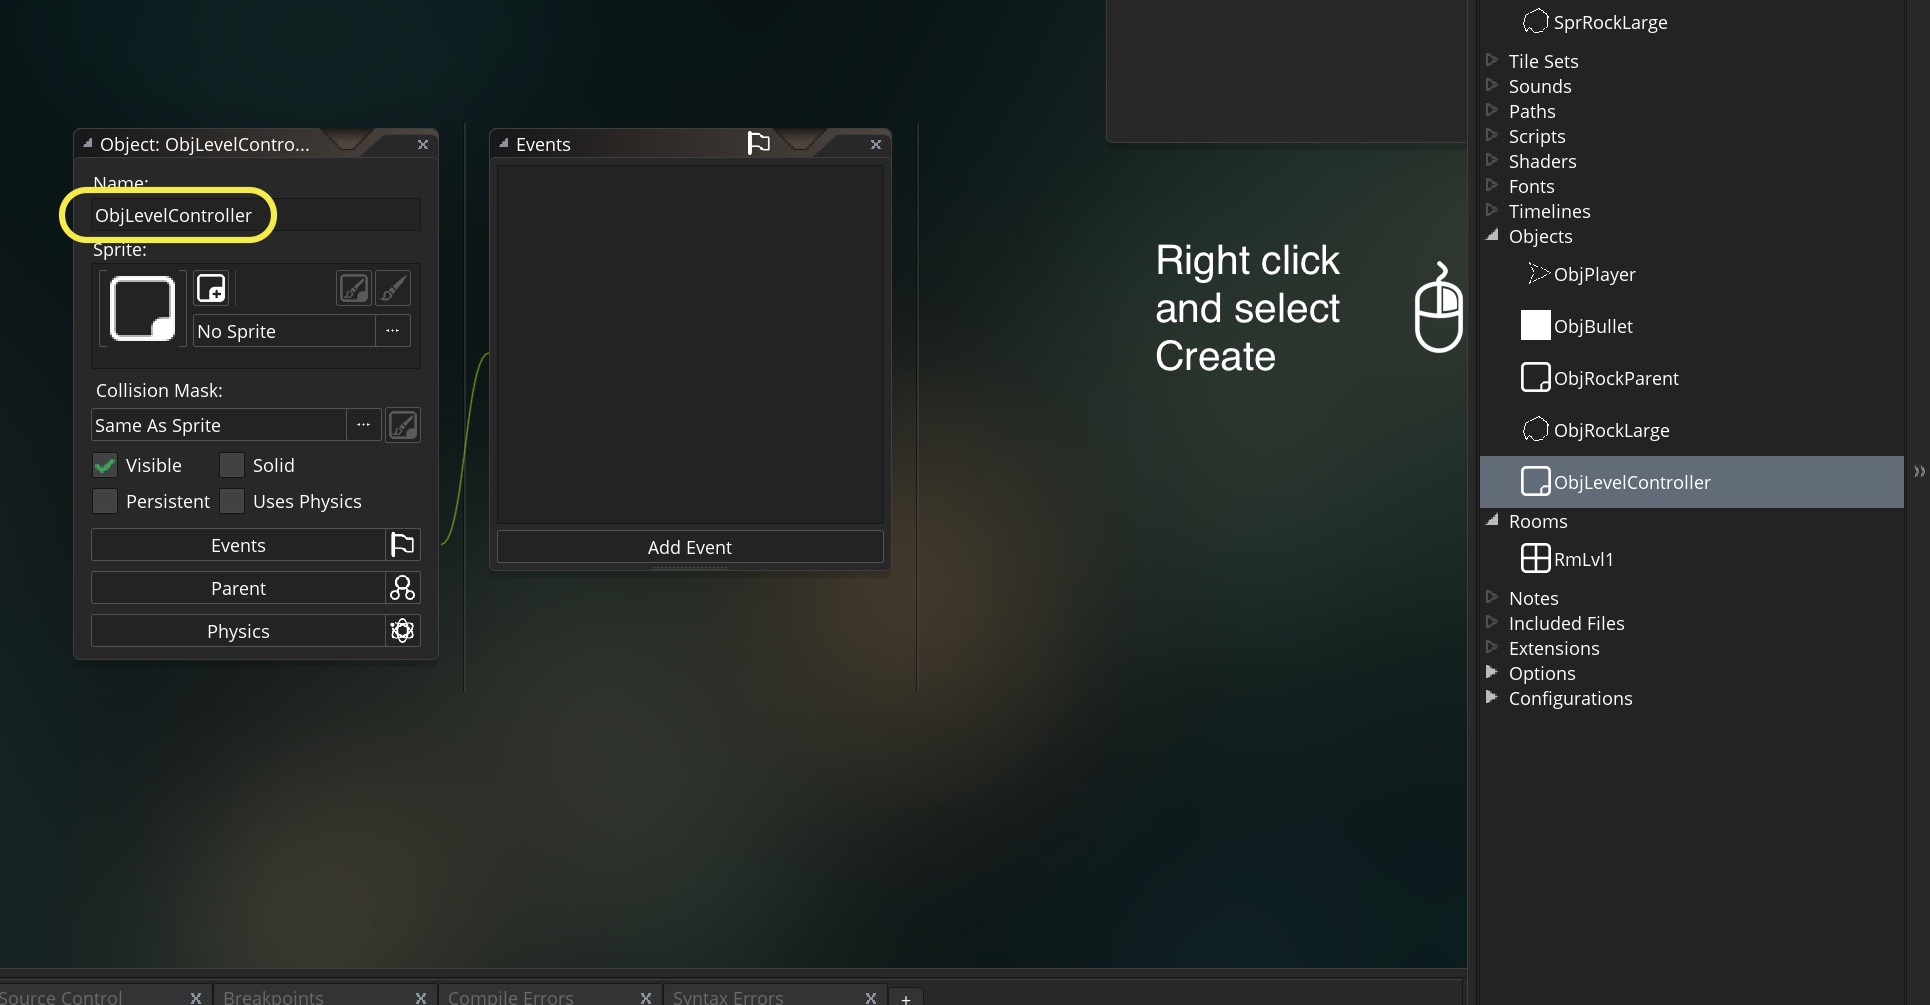 Object: ObjLevelContro...
Name:
ObjLevelController
Sprite:
No Sprite
...
Collision Mask:
Same As Sprite
...
Visible
Solid
Persistent
Uses Physics
Events
Parent
Physics
Events
Add Event
Right click
and select
Create
SprRockLarge
Tile Sets
Sounds
Paths
Scripts
Shaders
Fonts
Timelines
Objects
ObjPlayer
ObjBullet
ObjRockParent
ObjRockLarge
ObjLevelController
Rooms
RmLvl1
Notes
Included Files
Extensions
Options
Configurations
Source Control
Breakpoints
Compile Errors
Syntax Errors